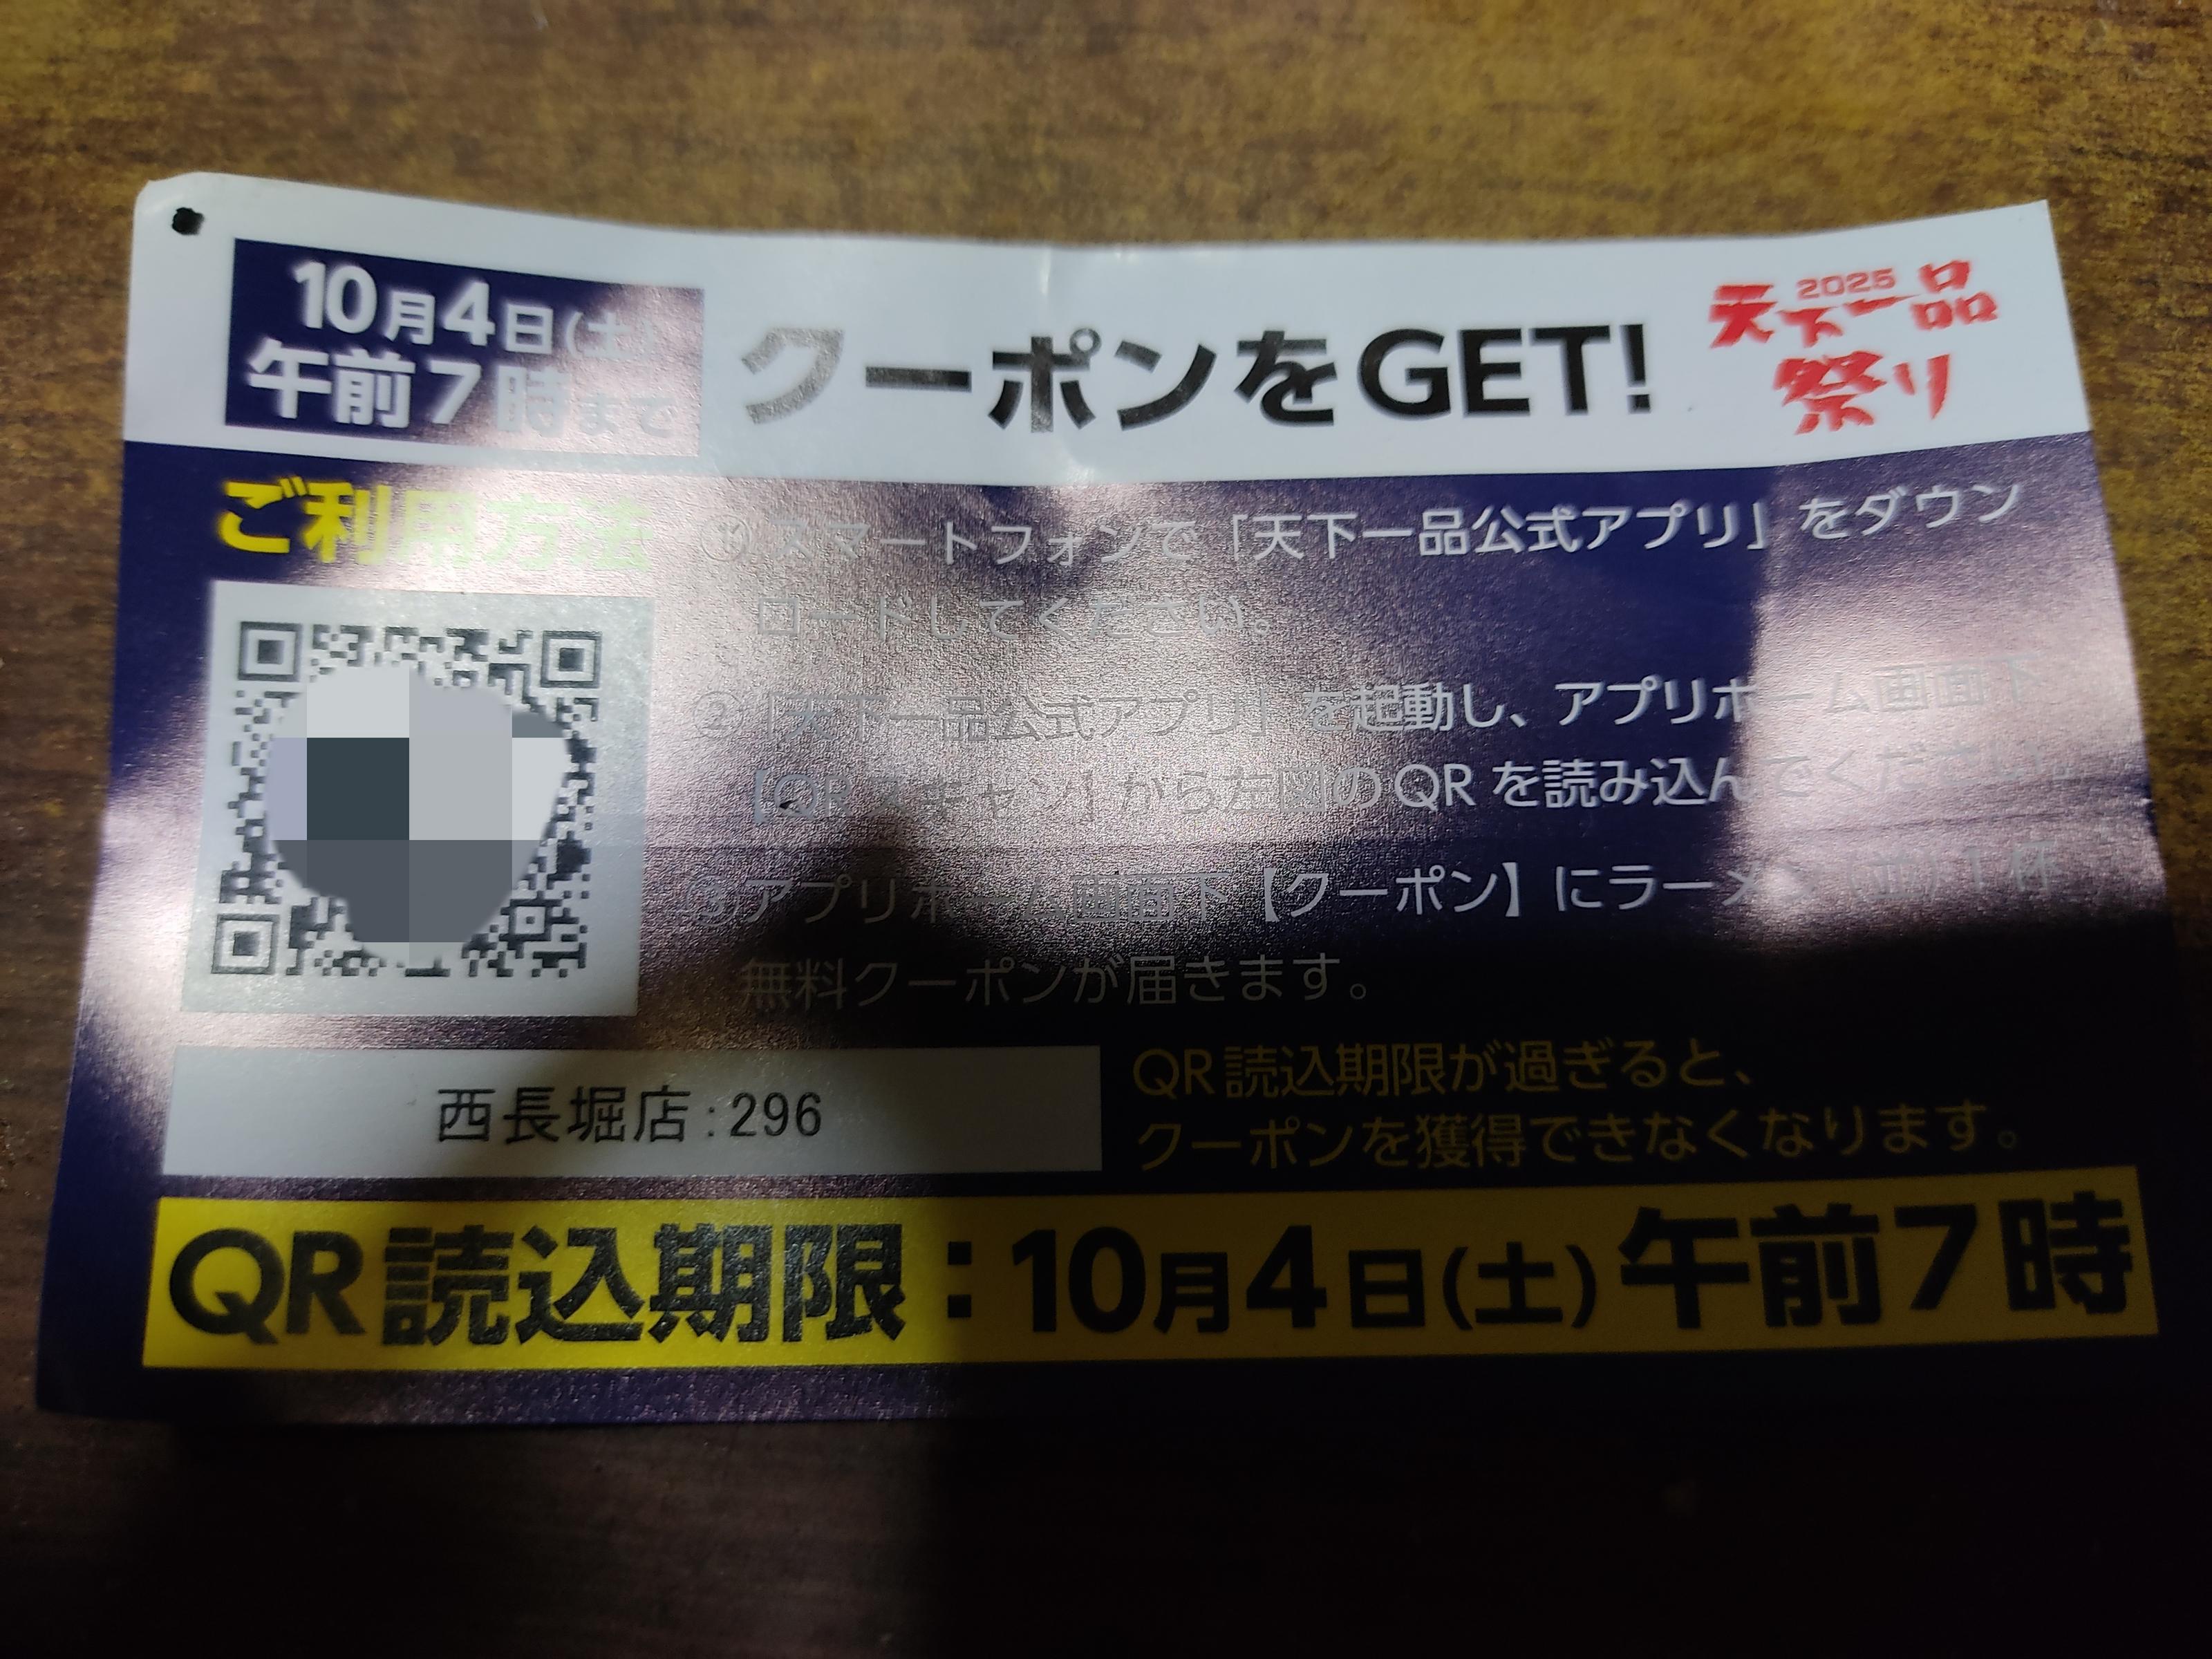 10月4日(土)
午前7時まで
クーポンをGET!
2025
天下一品
祭り
ご利用方法
①スマートフォンで「天下一品公式アプリ」をダウン
ロードしてください。
②「天下一品公式アプリ」を起動し、アプリホーム画面下
【QRスキャン】から左図のQRを読み込んでください。
③アプリホーム画面下【クーポン】にラーメン(並)1杯
無料クーポンが届きます。
西長堀店:296
QR読込期限が過ぎると、
クーポンを獲得できなくなります。
QR読込期限:10月4日(土)午前7時